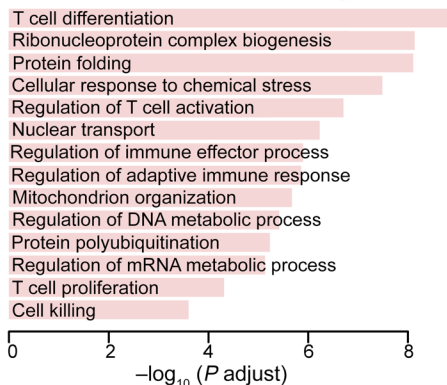 T cell differentiation
Ribonucleoprotein complex biogenesis
Protein folding
Cellular response to chemical stress
Regulation of T cell activation
Nuclear transport
Regulation of immune effector process
Regulation of adaptive immune response
Mitochondrion organization
Regulation of DNA metabolic process
Protein polyubiquitination
Regulation of mRNA metabolic process
T cell proliferation
Cell killing
0 2 4 6 8
–log₁₀ (P adjust)